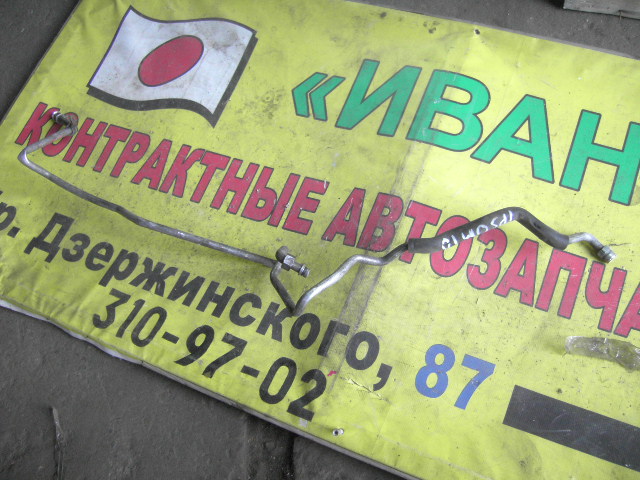 «ИВАН
КОНТРАКТНЫЕ АВТОЗАПЧА
р. Дзержинского, 87
310-97-02